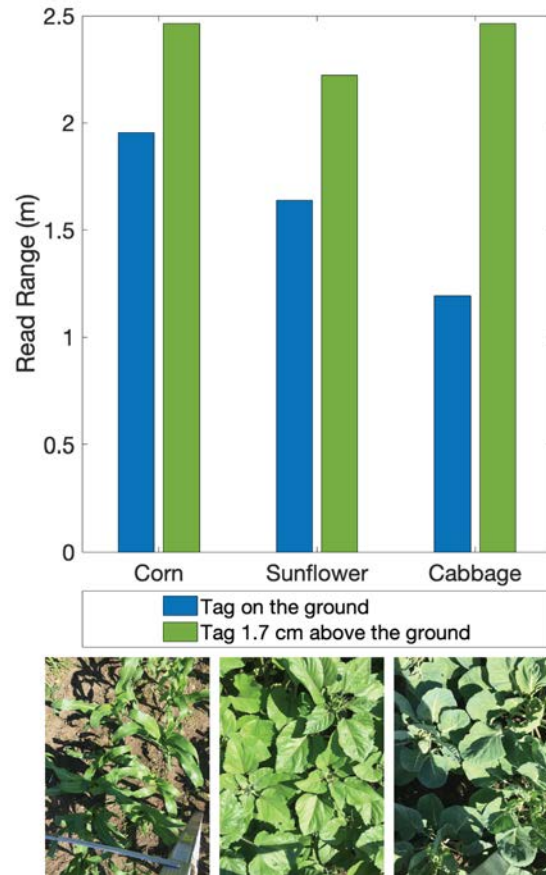 2.5
2
1.5
1
0.5
0
Read Range (m)
Corn Sunflower Cabbage
Tag on the ground
Tag 1.7 cm above the ground